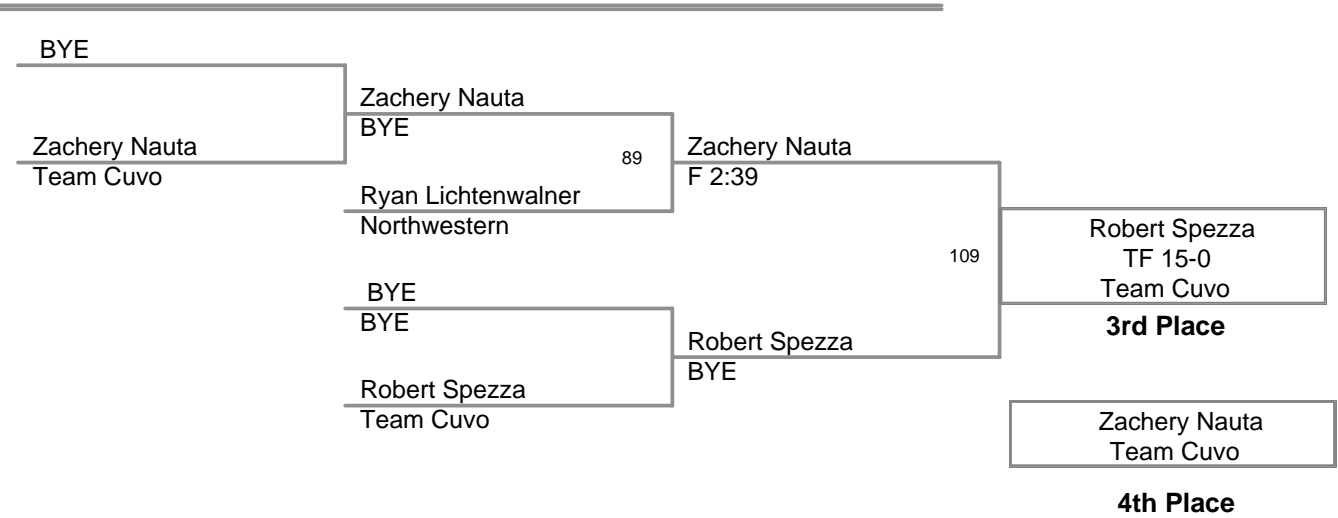 BYE
Zachery Nauta
Team Cuvo
Zachery Nauta
BYE
89
Ryan Lichtenwalner
Northwestern
BYE
BYE
Robert Spezza
Team Cuvo
Zachery Nauta
F 2:39
109
Robert Spezza
BYE
Robert Spezza
TF 15-0
Team Cuvo
3rd Place
Zachery Nauta
Team Cuvo
4th Place